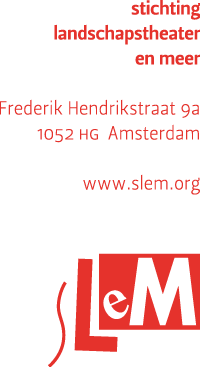 stichting
landschapstheater
en meer
Frederik Hendrikstraat 9a
1052 HG Amsterdam
www.slem.org
SLeM